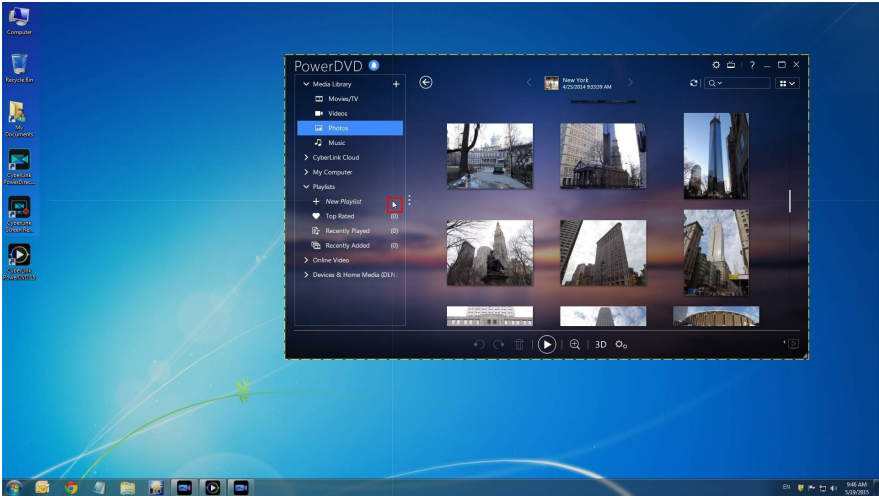 Computer
Recycle Bin
My
Documents
CyberLink
PowerDirec...
CyberLink
Screen Re...
CyberLink
PowerDVD 15
PowerDVD
Media Library
Movies/TV
Videos
Photos
Music
CyberLink Cloud
My Computer
Playlists
New Playlist
Top Rated (0)
Recently Played (0)
Recently Added (0)
Online Video
Devices & Home Media (DLN
New York
4/25/2014 9:33:39 AM
3D
EN
9:46 AM
5/19/2015